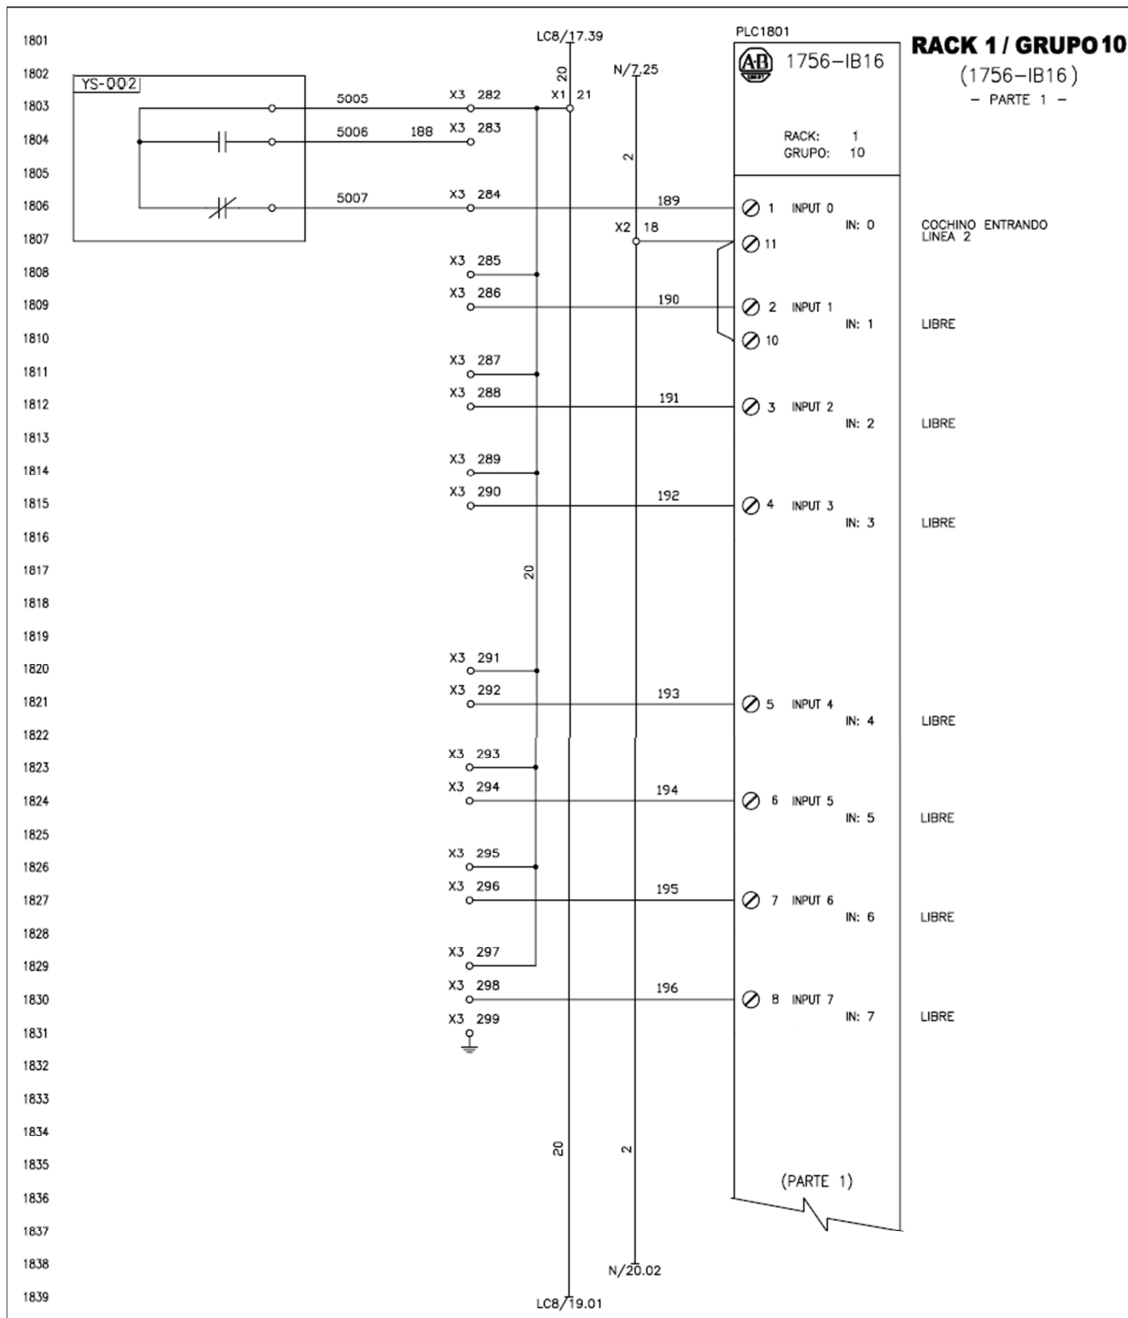 PLC1801
RACK 1 / GRUPO 10
(1756-IB16)
- PARTE 1 -
1801
LC8/17.39
A-B
1756-IB16
1802
YS-002
20
N/7.25
1803
5005
X3 282
X1 21
1804
5006
188
X3 283
2
RACK: 1
GRUPO: 10
1805
1806
5007
X3 284
189
1 INPUT 0
IN: 0
COCHINO ENTRANDO
LINEA 2
1807
X2 18
11
1808
X3 285
1809
X3 286
190
2 INPUT 1
IN: 1
LIBRE
1810
10
1811
X3 287
1812
X3 288
191
3 INPUT 2
IN: 2
LIBRE
1813
1814
X3 289
1815
X3 290
192
4 INPUT 3
IN: 3
LIBRE
1816
1817
20
1818
1819
1820
X3 291
1821
X3 292
193
5 INPUT 4
IN: 4
LIBRE
1822
1823
X3 293
1824
X3 294
194
6 INPUT 5
IN: 5
LIBRE
1825
1826
X3 295
1827
X3 296
195
7 INPUT 6
IN: 6
LIBRE
1828
1829
X3 297
1830
X3 298
196
8 INPUT 7
IN: 7
LIBRE
1831
X3 299
1832
1833
1834
20
2
1835
1836
(PARTE 1)
1837
1838
N/20.02
1839
LC8/19.01